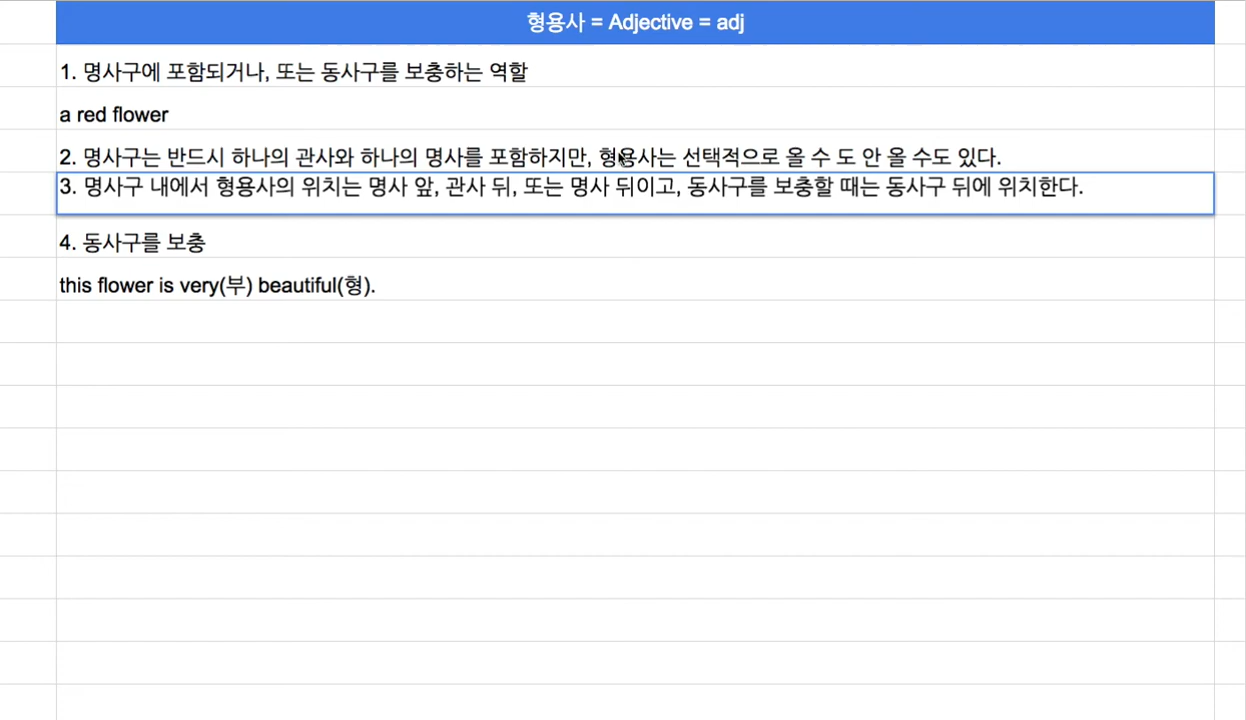 형용사 = Adjective = adj
1. 명사구에 포함되거나, 또는 동사구를 보충하는 역할
a red flower
2. 명사구는 반드시 하나의 관사와 하나의 명사를 포함하지만, 형용사는 선택적으로 올 수 도 안 올 수도 있다.
3. 명사구 내에서 형용사의 위치는 명사 앞, 관사 뒤, 또는 명사 뒤이고, 동사구를 보충할 때는 동사구 뒤에 위치한다.
4. 동사구를 보충
this flower is very(부) beautiful(형).